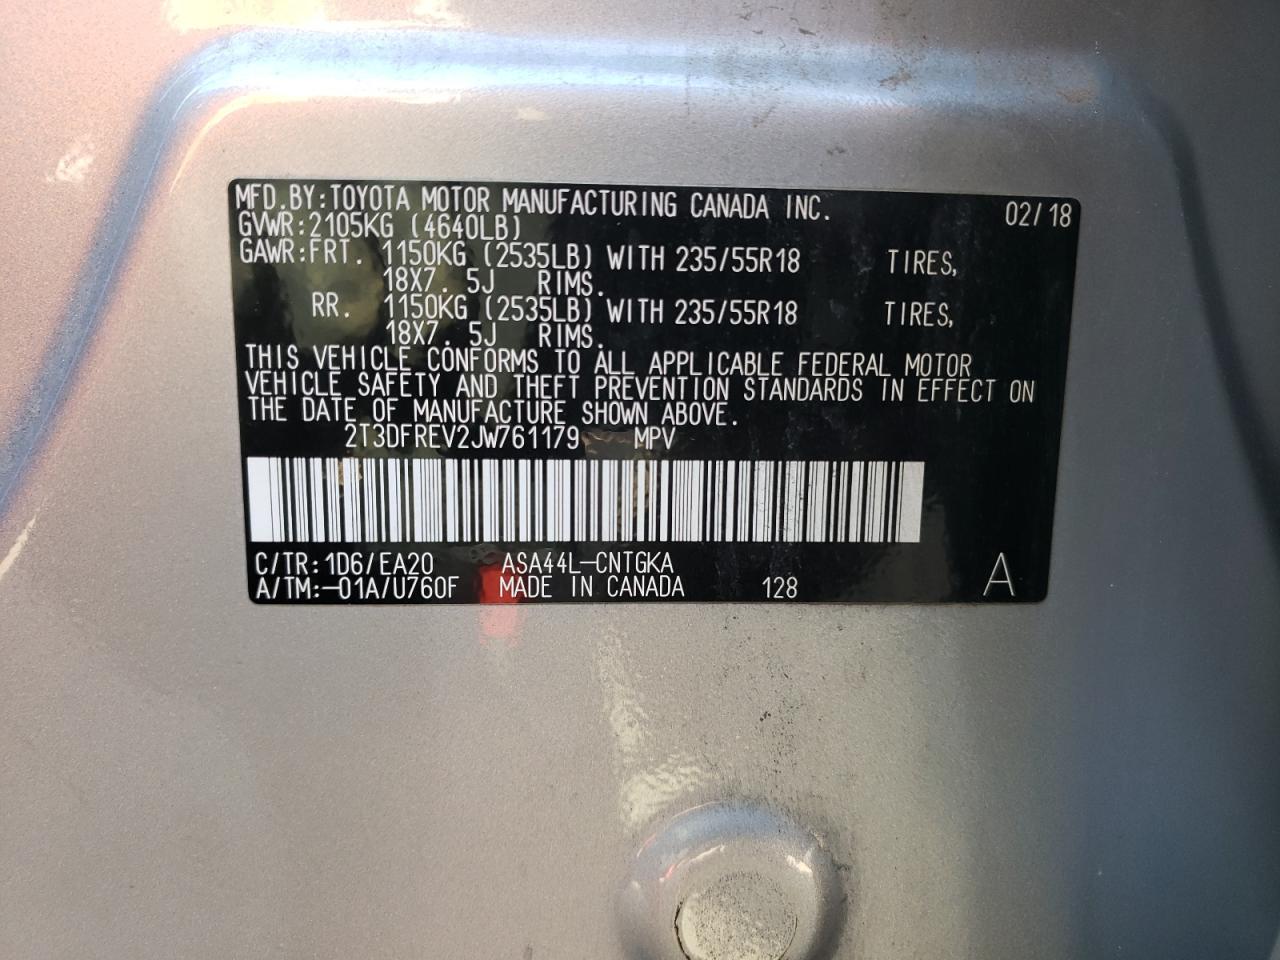 MFD.BY:TOYOTA MOTOR MANUFACTURING CANADA INC. 02/18
GVWR:2105KG (4640LB)
GAWR:FRT. 1150KG (2535LB) WITH 235/55R18 TIRES,
18X7. 5J RIMS.
RR. 1150KG (2535LB) WITH 235/55R18 TIRES,
18X7. 5J RIMS.
THIS VEHICLE CONFORMS TO ALL APPLICABLE FEDERAL MOTOR
VEHICLE SAFETY AND THEFT PREVENTION STANDARDS IN EFFECT ON
THE DATE OF MANUFACTURE SHOWN ABOVE.
2T3DFREV2JW761179 MPV
C/TR:1D6/EA20 ASA44L-CNTGKA
A/TM:-01A/U760F MADE IN CANADA 128 A